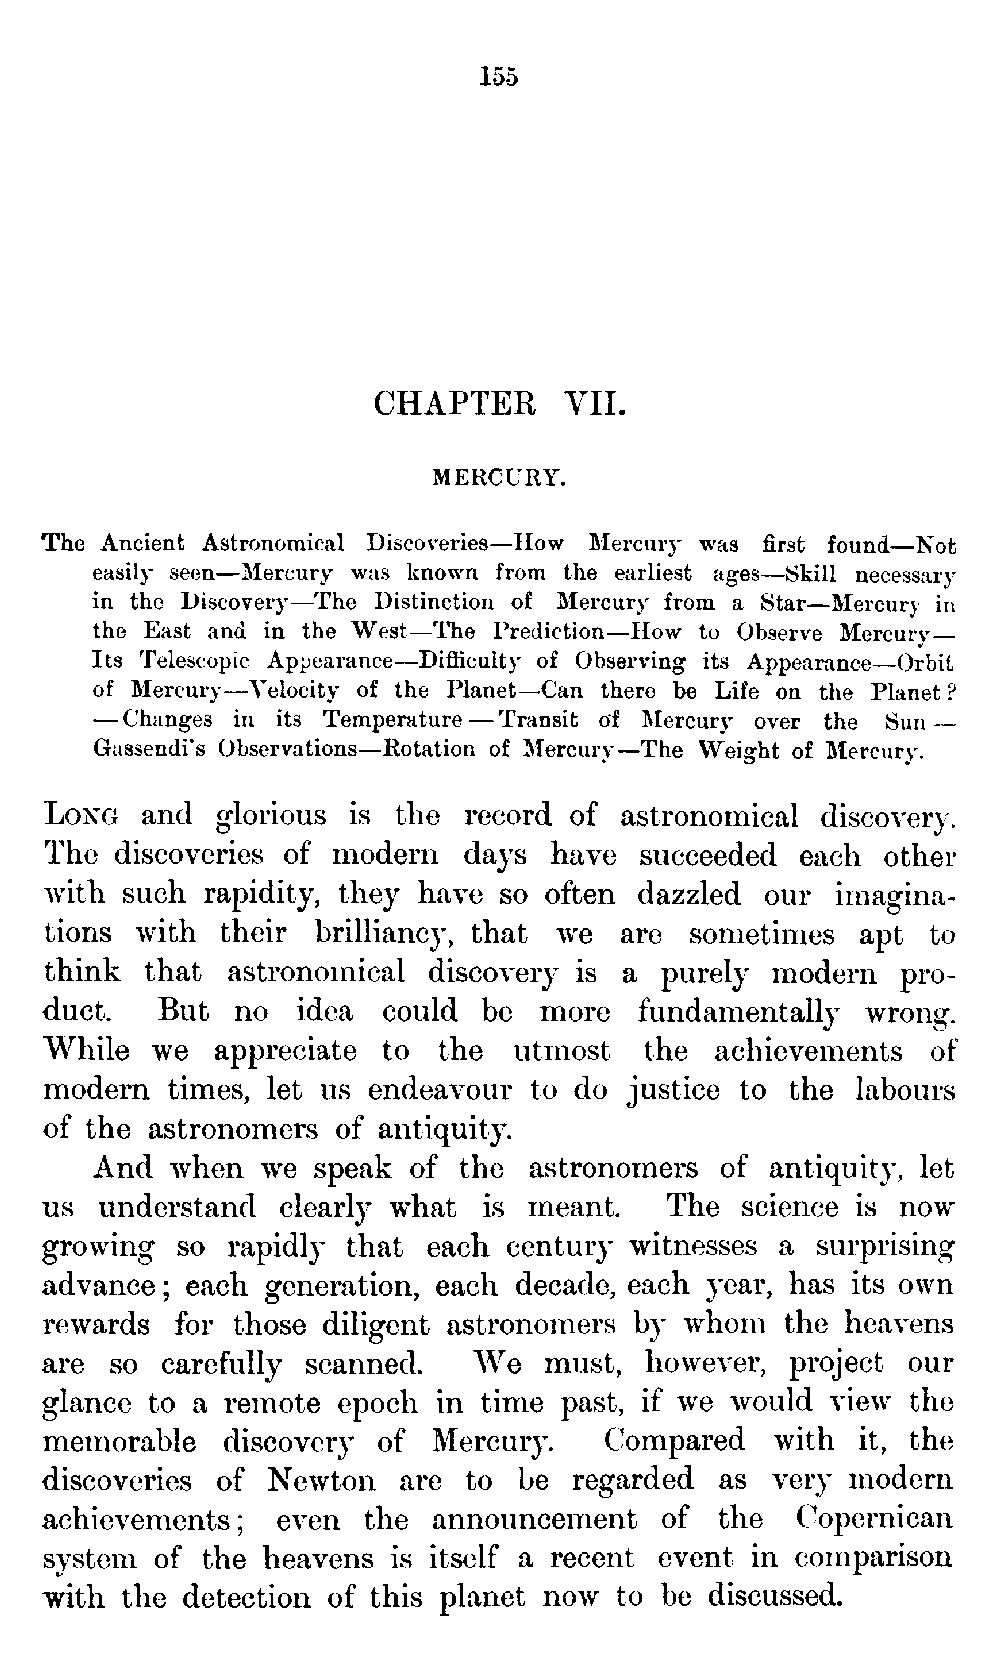 155
CHAPTER VII.
MERCURY.
The Ancient Astronomical Discoveries—How Mercury was first found—Not
easily seen—Mercury was known from the earliest ages—Skill necessary
in the Discovery—The Distinction of Mercury from a Star—Mercury in
the East and in the West—The Prediction—How to Observe Mercury—
Its Telescopic Appearance—Difficulty of Observing its Appearance—Orbit
of Mercury—Velocity of the Planet—Can there be Life on the Planet?
—Changes in its Temperature—Transit of Mercury over the Sun—
Gassendi's Observations—Rotation of Mercury—The Weight of Mercury.
LONG and glorious is the record of astronomical discovery.
The discoveries of modern days have succeeded each other
with such rapidity, they have so often dazzled our imagina-
tions with their brilliancy, that we are sometimes apt to
think that astronomical discovery is a purely modern pro-
duct. But no idea could be more fundamentally wrong.
While we appreciate to the utmost the achievements of
modern times, let us endeavour to do justice to the labours
of the astronomers of antiquity.
And when we speak of the astronomers of antiquity, let
us understand clearly what is meant. The science is now
growing so rapidly that each century witnesses a surprising
advance; each generation, each decade, each year, has its own
rewards for those diligent astronomers by whom the heavens
are so carefully scanned. We must, however, project our
glance to a remote epoch in time past, if we would view the
memorable discovery of Mercury. Compared with it, the
discoveries of Newton are to be regarded as very modern
achievements; even the announcement of the Copernican
system of the heavens is itself a recent event in comparison
with the detection of this planet now to be discussed.